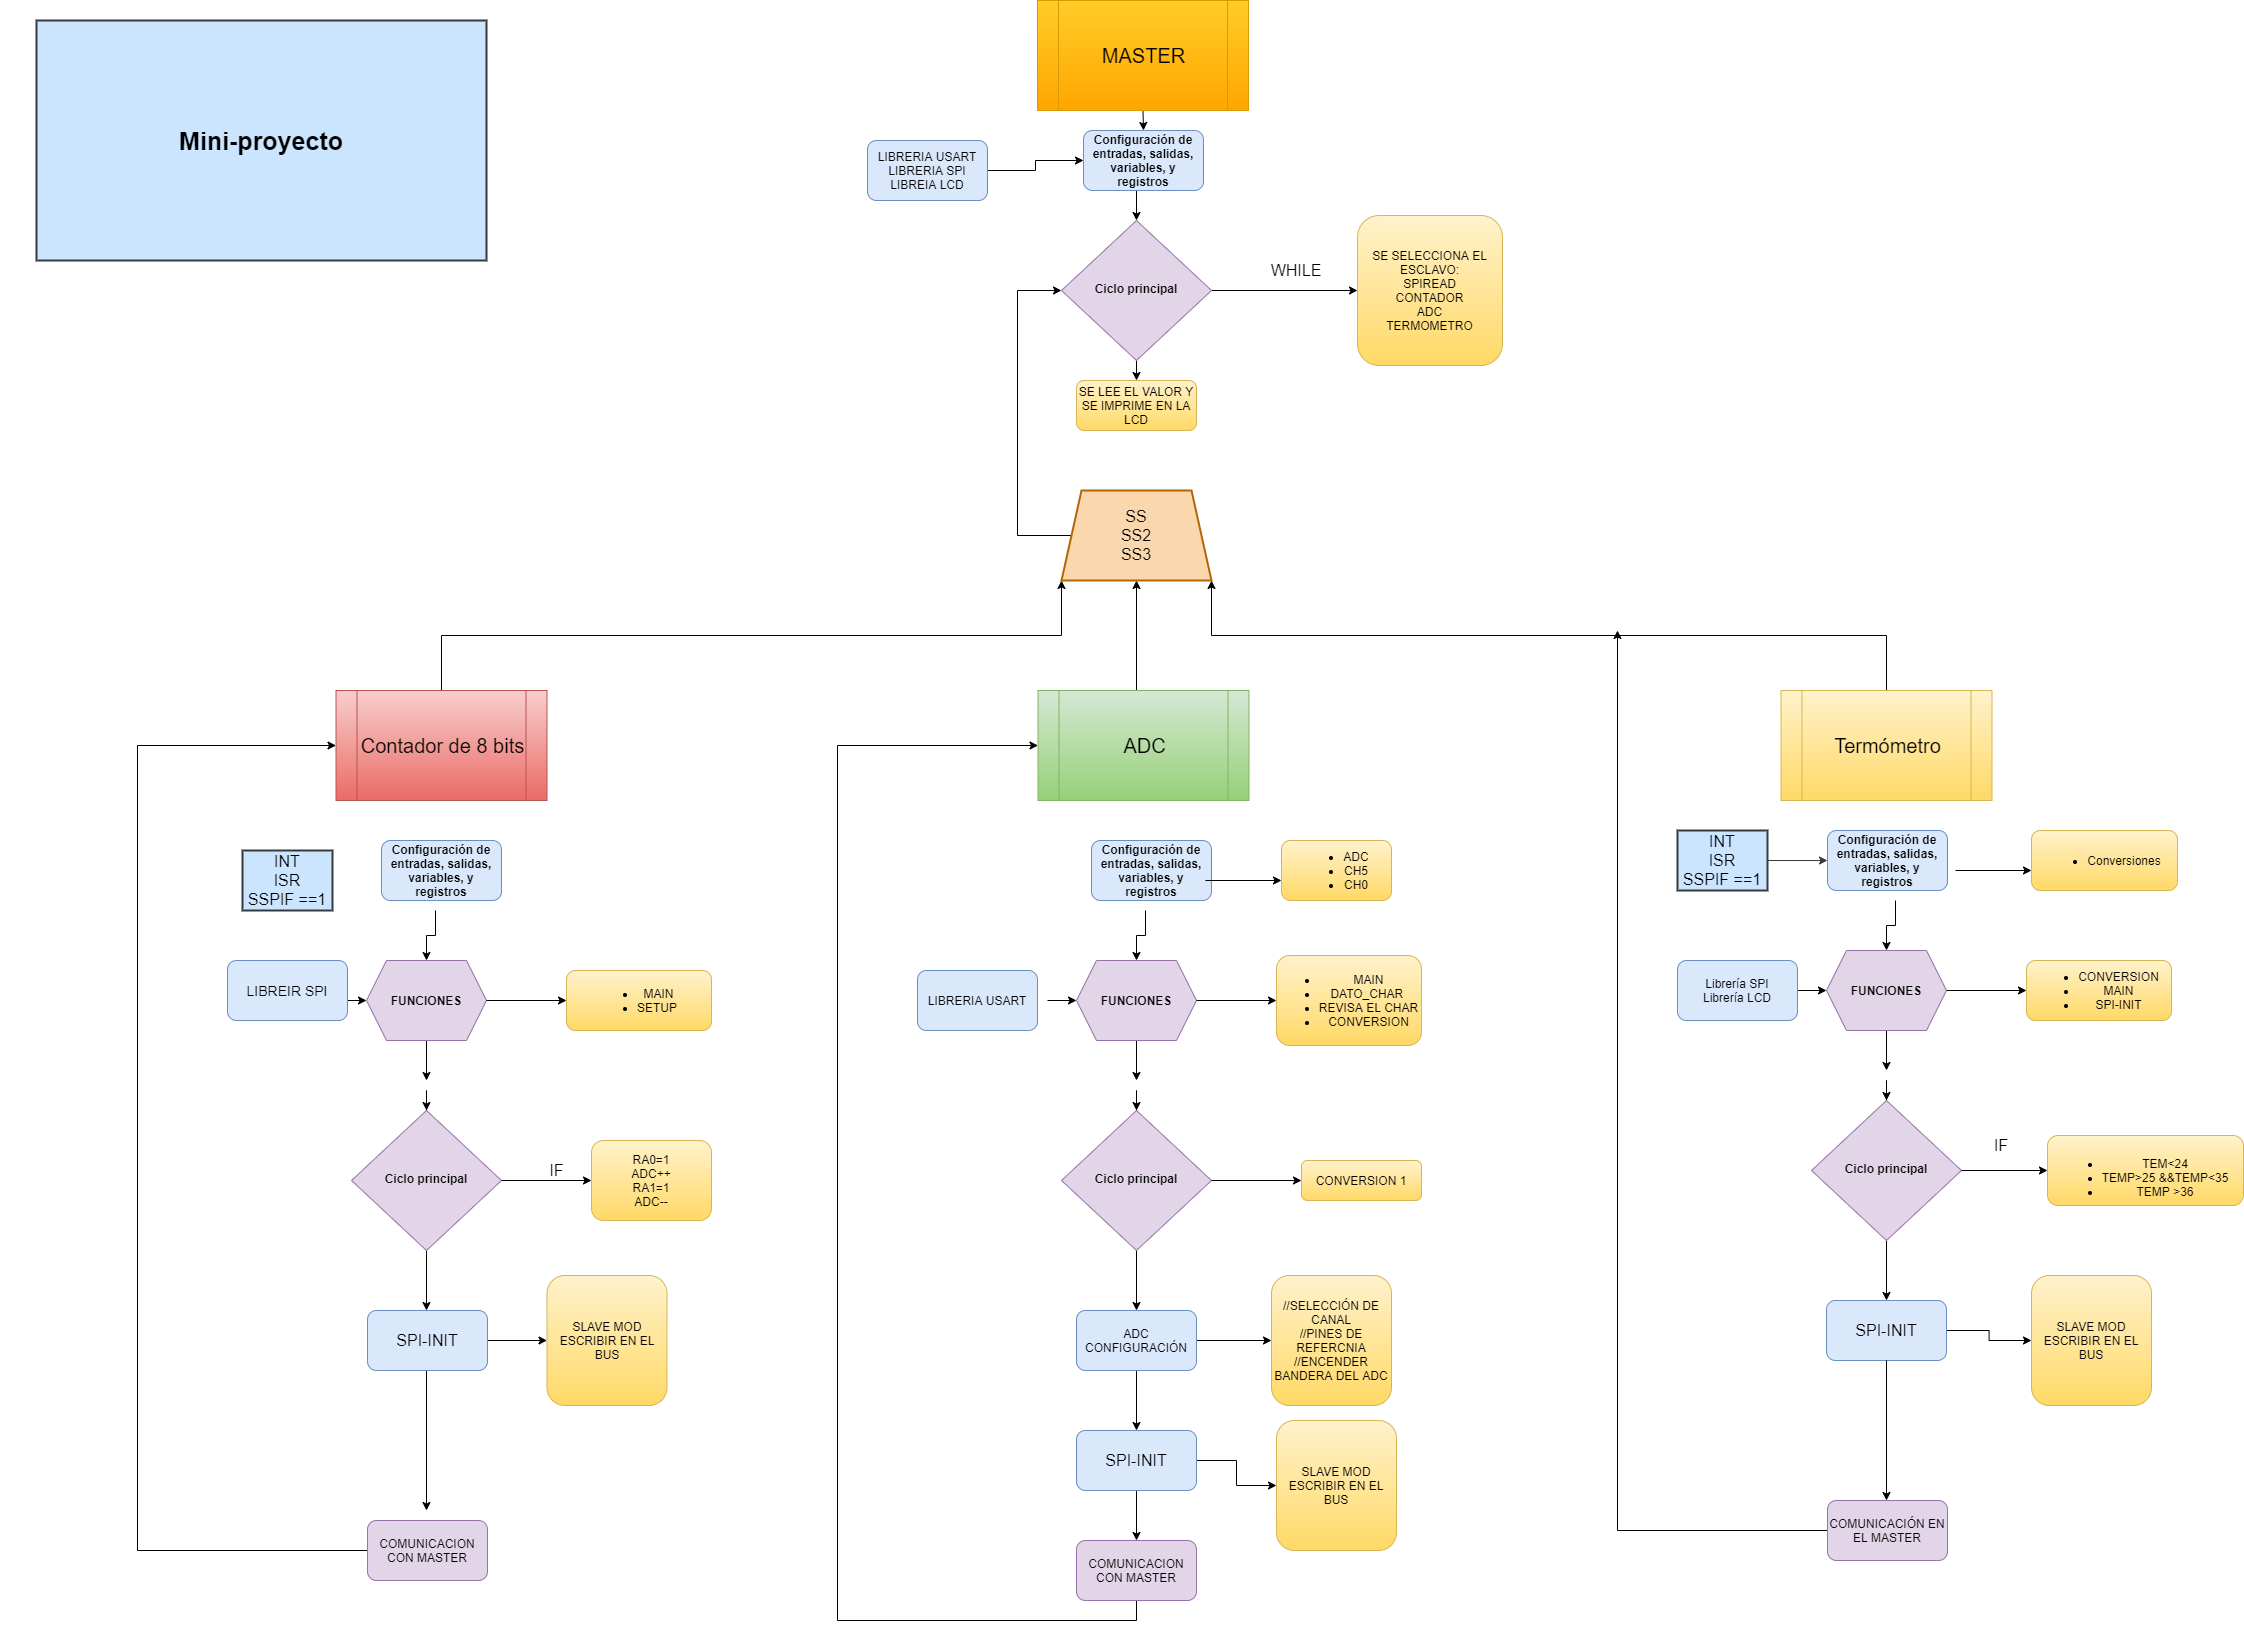 Mini-proyecto
MASTER
LIBRERIA USART
LIBRERIA SPI
LIBREIA LCD
Configuración de
entradas, salidas,
variables, y
registros
Ciclo principal
WHILE
SE SELECCIONA EL
ESCLAVO:
SPIREAD
CONTADOR
ADC
TERMOMETRO
SE LEE EL VALOR Y
SE IMPRIME EN LA
LCD
SS
SS2
SS3
Contador de 8 bits
INT
ISR
SSPIF ==1
Configuración de
entradas, salidas,
variables, y
registros
LIBREIR SPI
FUNCIONES
• MAIN
• SETUP
Ciclo principal
IF
RA0=1
ADC++
RA1=1
ADC--
SPI-INIT
SLAVE MOD
ESCRIBIR EN EL
BUS
COMUNICACION
CON MASTER
ADC
Configuración de
entradas, salidas,
variables, y
registros
• ADC
• CH5
• CH0
LIBRERIA USART
FUNCIONES
• MAIN
• DATO_CHAR
• REVISA EL CHAR
• CONVERSION
Ciclo principal
CONVERSION 1
ADC
CONFIGURACIÓN
//SELECCIÓN DE
CANAL
//PINES DE
REFERCNIA
//ENCENDER
BANDERA DEL ADC
SPI-INIT
SLAVE MOD
ESCRIBIR EN EL
BUS
COMUNICACION
CON MASTER
Termómetro
INT
ISR
SSPIF ==1
Configuración de
entradas, salidas,
variables, y
registros
• Conversiones
Librería SPI
Librería LCD
FUNCIONES
• CONVERSION
• MAIN
• SPI-INIT
Ciclo principal
IF
• TEM<24
• TEMP>25 &&TEMP<35
• TEMP >36
SPI-INIT
SLAVE MOD
ESCRIBIR EN EL
BUS
COMUNICACIÓN EN
EL MASTER